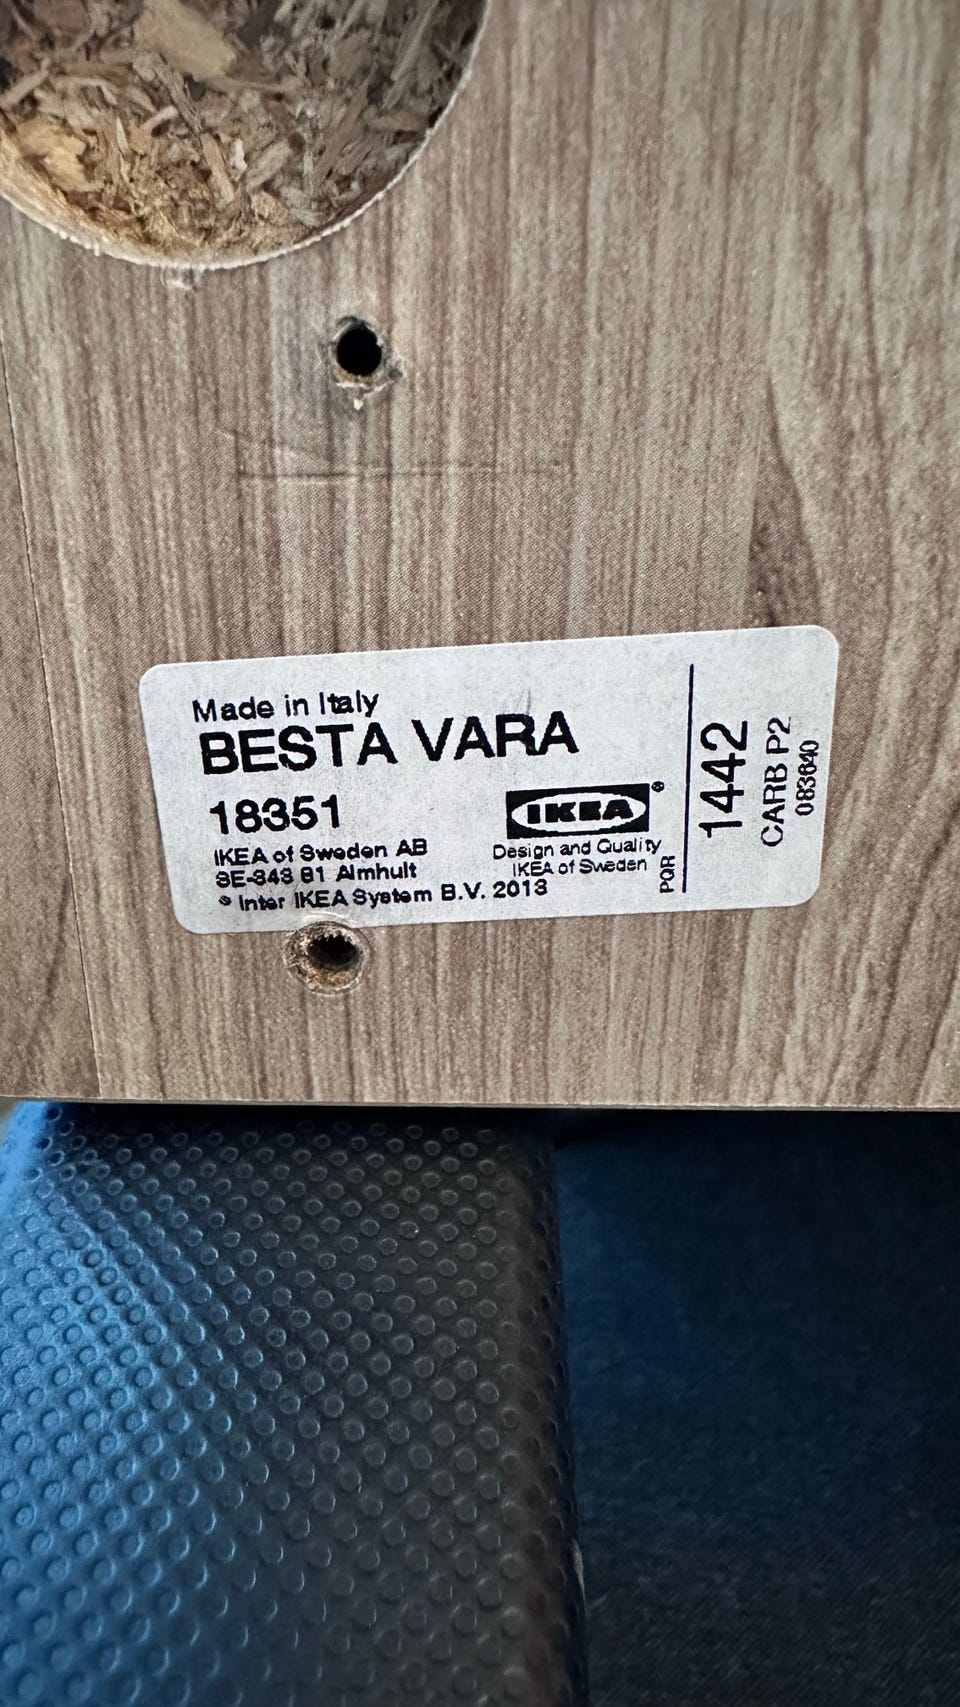 Made in Italy
BESTA VARA
18351
IKEA of Sweden AB
SE-343 81 Almhult
® Inter IKEA System B.V. 2013
IKEA®
Design and Quality
IKEA of Sweden
PQR
1442
CARB P2
083640